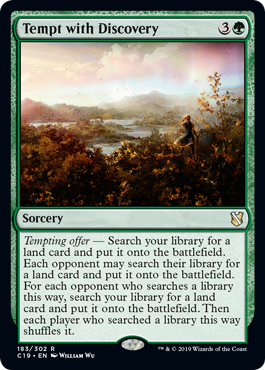 Tempt with Discovery 3
Sorcery
Tempting offer — Search your library for a
land card and put it onto the battlefield.
Each opponent may search their library for
a land card and put it onto the battlefield.
For each opponent who searches a library
this way, search your library for a land
card and put it onto the battlefield. Then
each player who searched a library this way
shuffles it.
183/302 R
C19 • EN WILLIAM WU
™ & © 2019 Wizards of the Coast